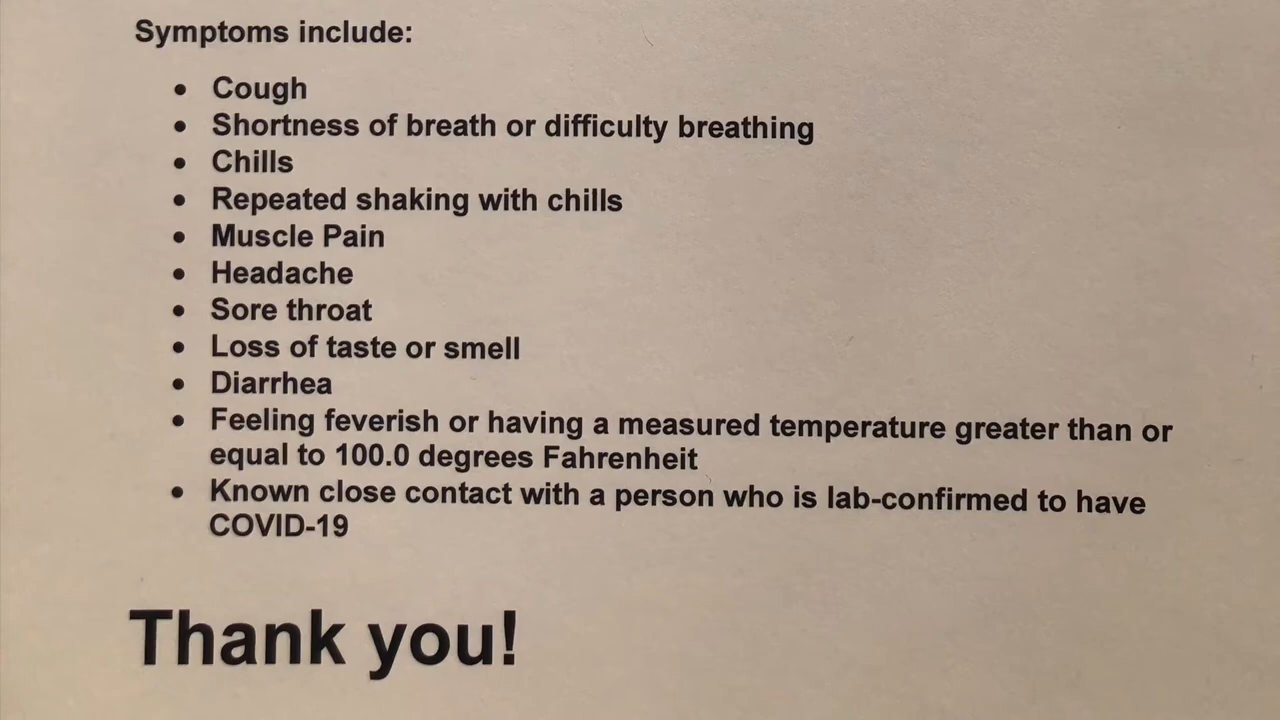 Symptoms include:
• Cough
• Shortness of breath or difficulty breathing
• Chills
• Repeated shaking with chills
• Muscle Pain
• Headache
• Sore throat
• Loss of taste or smell
• Diarrhea
• Feeling feverish or having a measured temperature greater than or
equal to 100.0 degrees Fahrenheit
• Known close contact with a person who is lab-confirmed to have
COVID-19
Thank you!